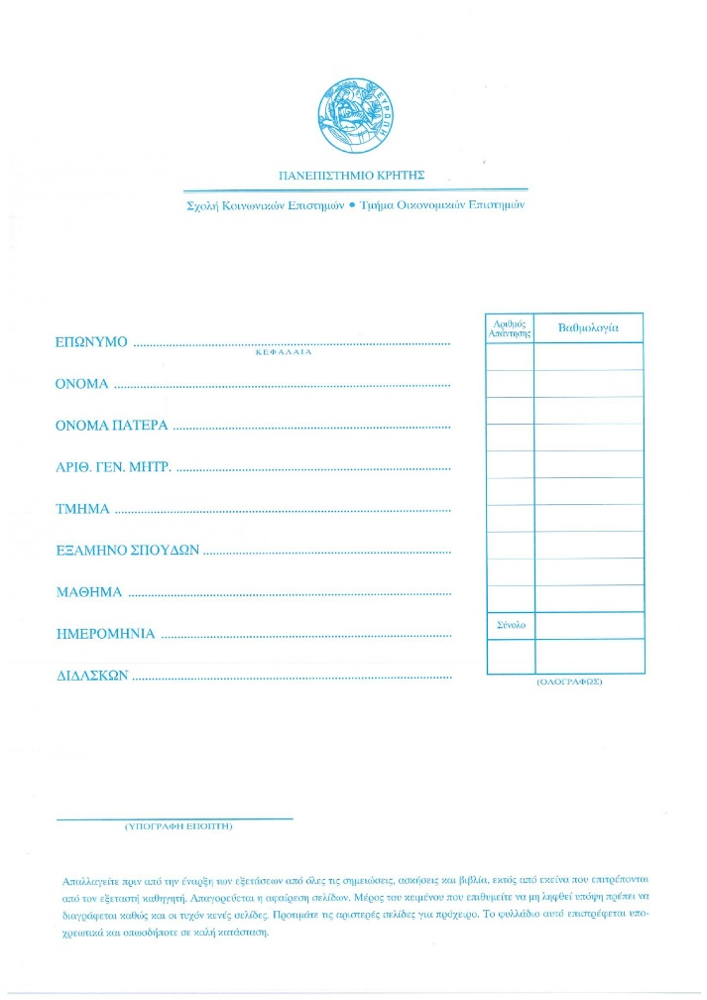 ΕΥΡΩΠΗ
ΠΑΝΕΠΙΣΤΗΜΙΟ ΚΡΗΤΗΣ
Σχολή Κοινωνικών Επιστημών • Τμήμα Οικονομικών Επιστημών
Αριθμός Απάντησης
Βαθμολογία
ΕΠΩΝΥΜΟ
ΚΕΦΑΛΑΙΑ
ΟΝΟΜΑ
ΟΝΟΜΑ ΠΑΤΕΡΑ
ΑΡΙΘ. ΓΕΝ. ΜΗΤΡ.
ΤΜΗΜΑ
ΕΞΑΜΗΝΟ ΣΠΟΥΔΩΝ
ΜΑΘΗΜΑ
Σύνολο
ΗΜΕΡΟΜΗΝΙΑ
ΔΙΔΑΣΚΩΝ
(ΟΛΟΓΡΑΦΩΣ)
(ΥΠΟΓΡΑΦΗ ΕΠΟΠΤΗ)
Απαλλαγείτε πριν από την έναρξη των εξετάσεων από όλες τις σημειώσεις, ασκήσεις και βιβλία, εκτός από εκείνα που επιτρέπονται
από τον εξεταστή καθηγητή. Απαγορεύεται η αφαίρεση σελίδων. Μέρος του κειμένου που επιθυμείτε να μη ληφθεί υπόψη πρέπει να
διαγράφεται καθώς και οι τυχόν κενές σελίδες. Προτιμάτε τις αριστερές σελίδες για πρόχειρο. Το φυλλάδιο αυτό επιστρέφεται υπο-
χρεωτικά και οπωσδήποτε σε καλή κατάσταση.